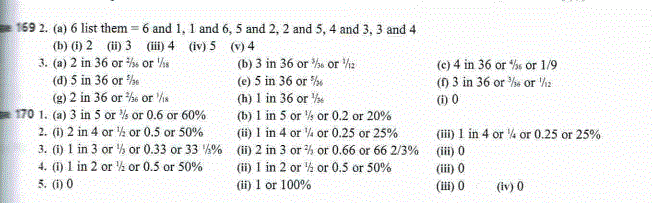 169 2. (a) 6 list them = 6 and 1, 1 and 6, 5 and 2, 2 and 5, 4 and 3, 3 and 4
(b) (i) 2 (ii) 3 (iii) 4 (iv) 5 (v) 4
3. (a) 2 in 36 or 2/36 or 1/18 (b) 3 in 36 or 3/36 or 1/12 (c) 4 in 36 or 4/36 or 1/9
(d) 5 in 36 or 5/36 (e) 5 in 36 or 5/36 (f) 3 in 36 or 3/36 or 1/12
(g) 2 in 36 or 2/36 or 1/18 (h) 1 in 36 or 1/36 (i) 0
170 1. (a) 3 in 5 or 3/5 or 0.6 or 60% (b) 1 in 5 or 1/5 or 0.2 or 20%
2. (i) 2 in 4 or 1/2 or 0.5 or 50% (ii) 1 in 4 or 1/4 or 0.25 or 25% (iii) 1 in 4 or 1/4 or 0.25 or 25%
3. (i) 1 in 3 or 1/3 or 0.33 or 33 1/3% (ii) 2 in 3 or 2/3 or 0.66 or 66 2/3% (iii) 0
4. (i) 1 in 2 or 1/2 or 0.5 or 50% (ii) 1 in 2 or 1/2 or 0.5 or 50% (iii) 0
5. (i) 0 (ii) 1 or 100% (iii) 0 (iv) 0